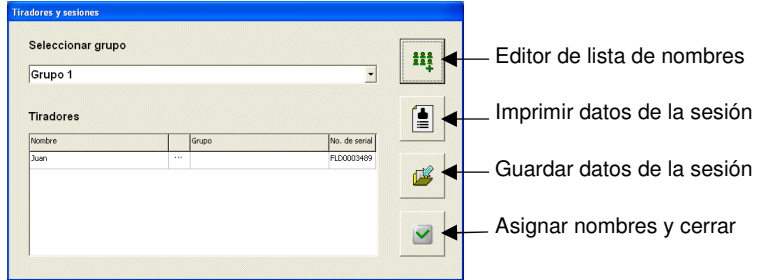 Tiradores y sesiones
Seleccionar grupo
Grupo 1
Tiradores
Nombre ... Grupo No. de serial
Juan ... FLD0003489
Editor de lista de nombres
Imprimir datos de la sesión
Guardar datos de la sesión
Asignar nombres y cerrar